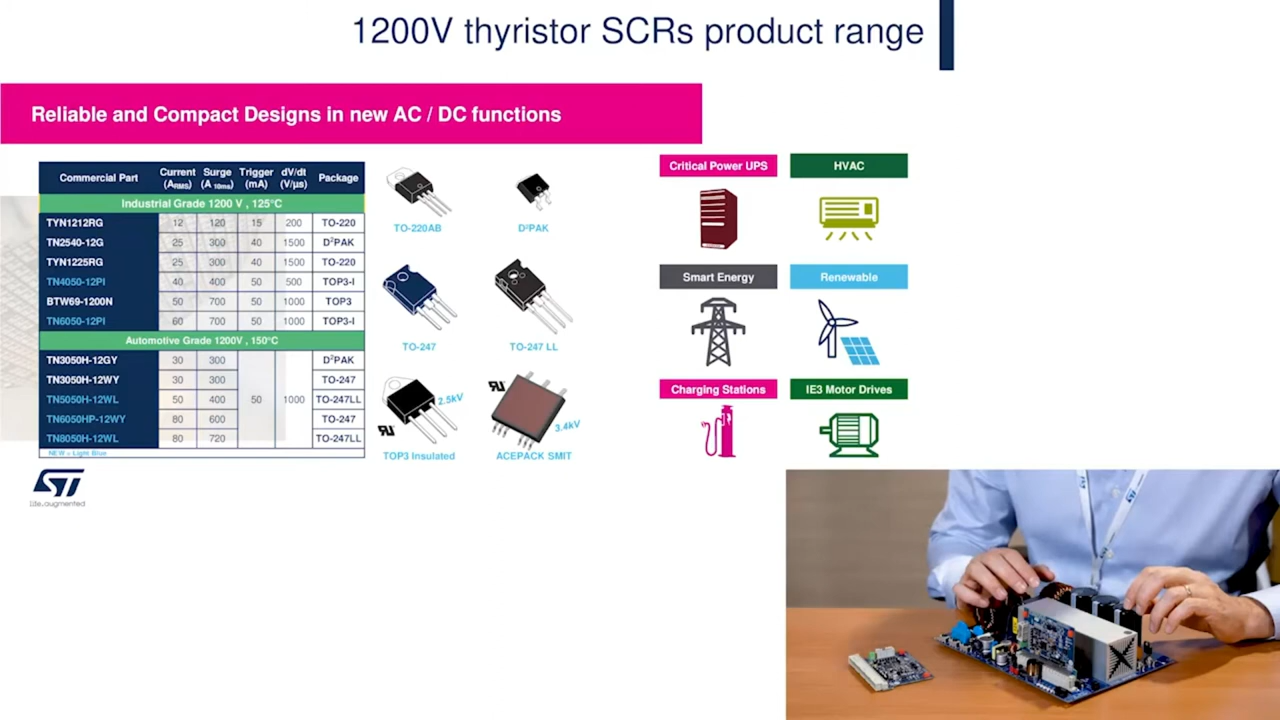 1200V thyristor SCRs product range
Reliable and Compact Designs in new AC / DC functions
Commercial Part Current (ARMS) Surge (A 10ms) Trigger (mA) dV/dt (V/µs) Package
Industrial Grade 1200 V , 125°C
TYN1212RG 12 120 15 200 TO-220
TN2540-12G 25 300 40 1500 D²PAK
TYN1225RG 25 300 40 1500 TO-220
TN4050-12PI 40 400 50 500 TOP3-I
BTW69-1200N 50 700 50 1000 TOP3
TN6050-12PI 60 700 50 1000 TOP3-I
Automotive Grade 1200V , 150°C
TN3050H-12GY 30 300 D²PAK
TN3050H-12WY 30 300 TO-247
TN5050H-12WL 50 400 50 1000 TO-247LL
TN6050HP-12WY 80 600 TO-247
TN8050H-12WL 80 720 TO-247LL
NEW = Light Blue
TO-220AB
D²PAK
TO-247
TO-247 LL
2.5kV
TOP3 Insulated
3.4kV
ACEPACK SMIT
Critical Power UPS
HVAC
Smart Energy
Renewable
Charging Stations
IE3 Motor Drives
ST
life.augmented